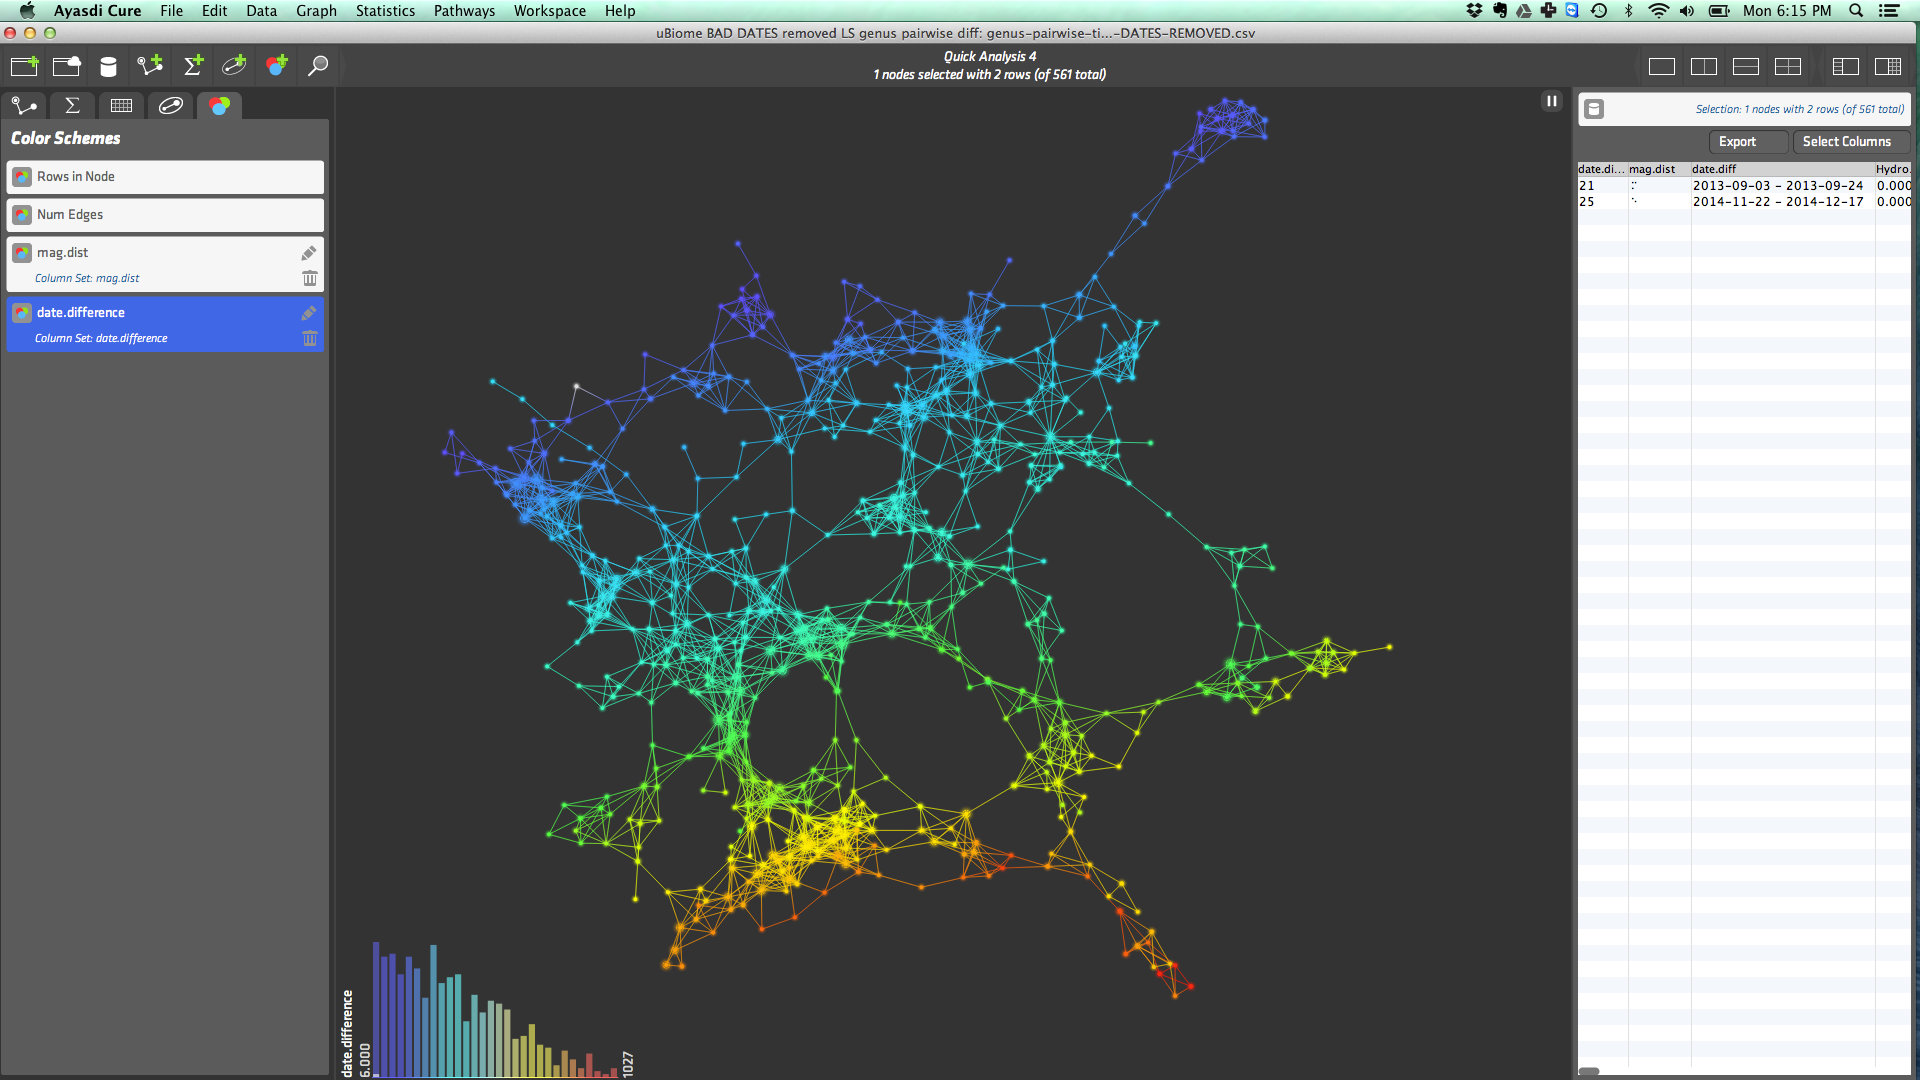 Ayasdi Cure File Edit Data Graph Statistics Pathways Workspace Help Mon 6:15 PM
uBiome BAD DATES removed LS genus pairwise diff: genus-pairwise-ti...-DATES-REMOVED.csv
Quick Analysis 4
1 nodes selected with 2 rows (of 561 total)
Color Schemes
Rows in Node
Num Edges
mag.dist
Column Set: mag.dist
date.difference
Column Set: date.difference
date.difference
6.000
1027
Selection: 1 nodes with 2 rows (of 561 total)
Export Select Columns
date.di... mag.dist date.diff Hydro.
21 2013-09-03 - 2013-09-24 0.000
25 2014-11-22 - 2014-12-17 0.000